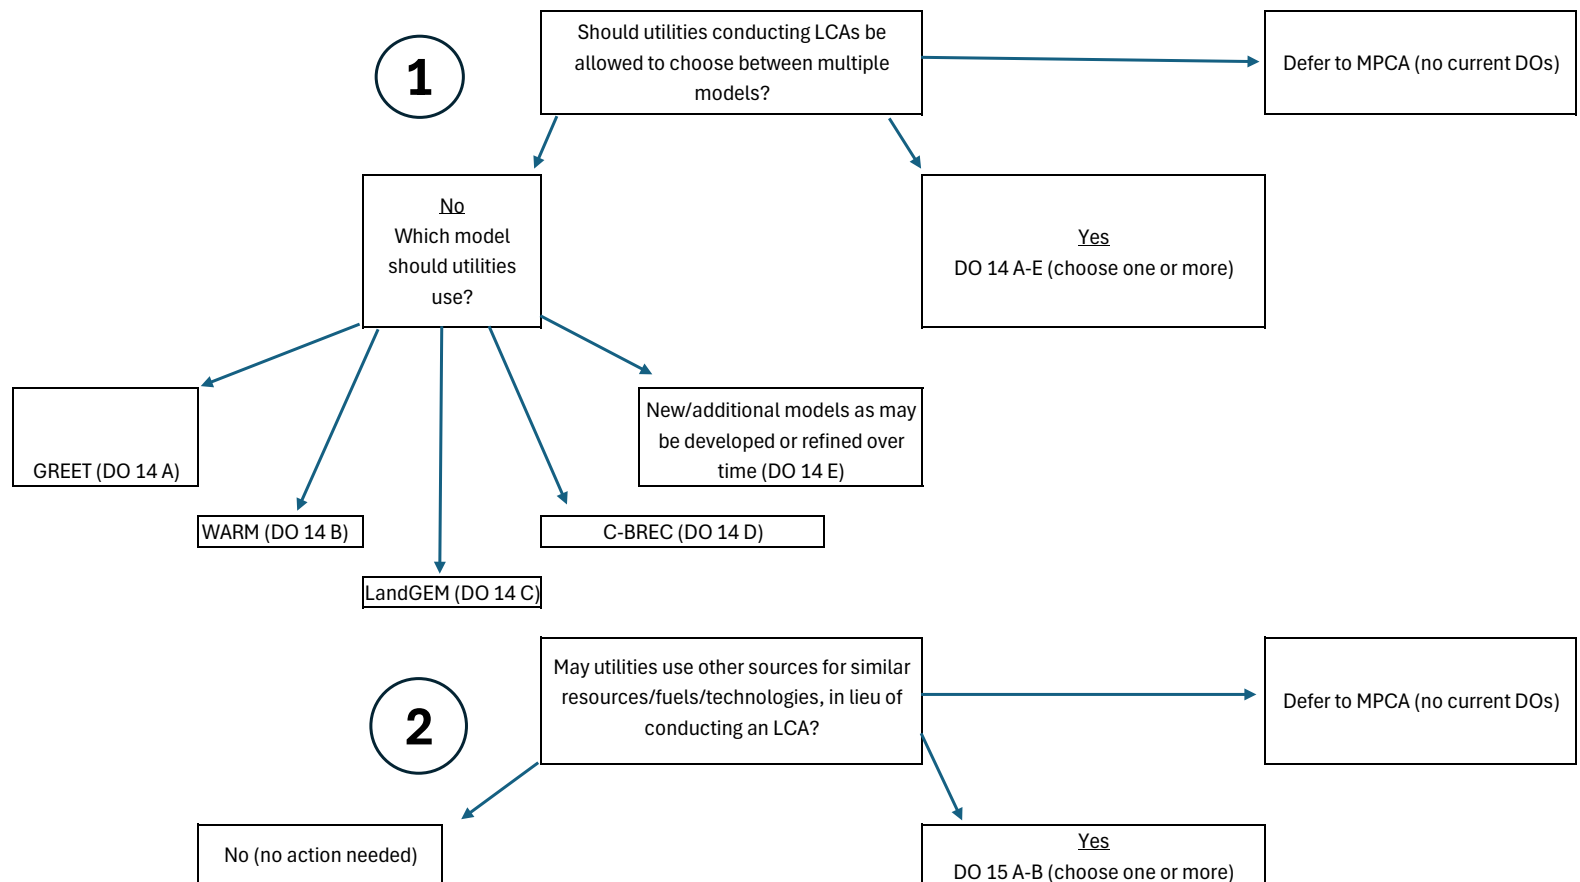 1
Should utilities conducting LCAs be
allowed to choose between multiple
models?
Defer to MPCA (no current DOs)
No
Which model
should utilities
use?
Yes
DO 14 A-E (choose one or more)
GREET (DO 14 A)
New/additional models as may
be developed or refined over
time (DO 14 E)
WARM (DO 14 B)
C-BREC (DO 14 D)
LandGEM (DO 14 C)
2
May utilities use other sources for similar
resources/fuels/technologies, in lieu of
conducting an LCA?
Defer to MPCA (no current DOs)
No (no action needed)
Yes
DO 15 A-B (choose one or more)